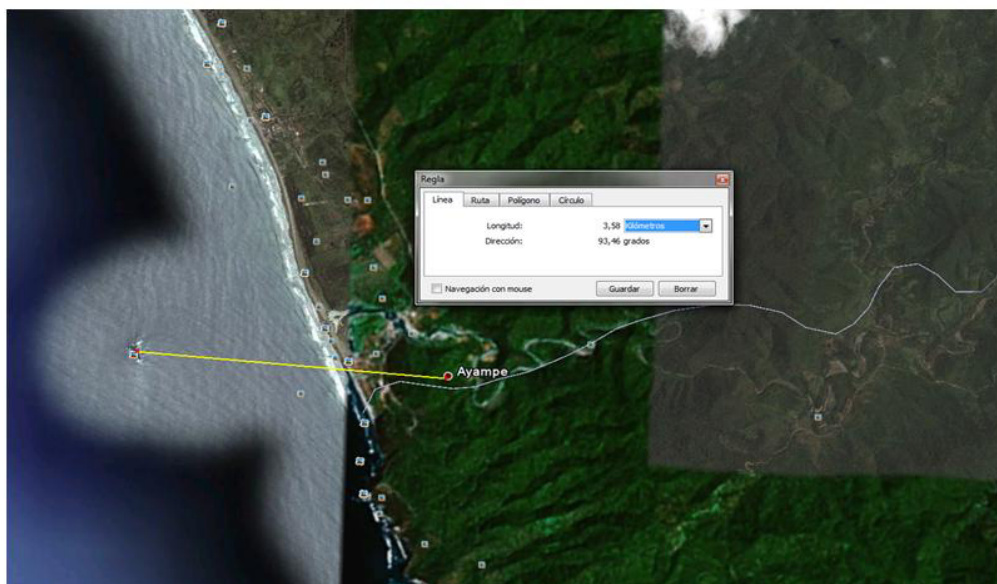 Regla
Línea Ruta Polígono Círculo
Longitud: 3,58 Kilómetros
Dirección: 93,46 grados
Navegación con mouse Guardar Borrar
Ayampe